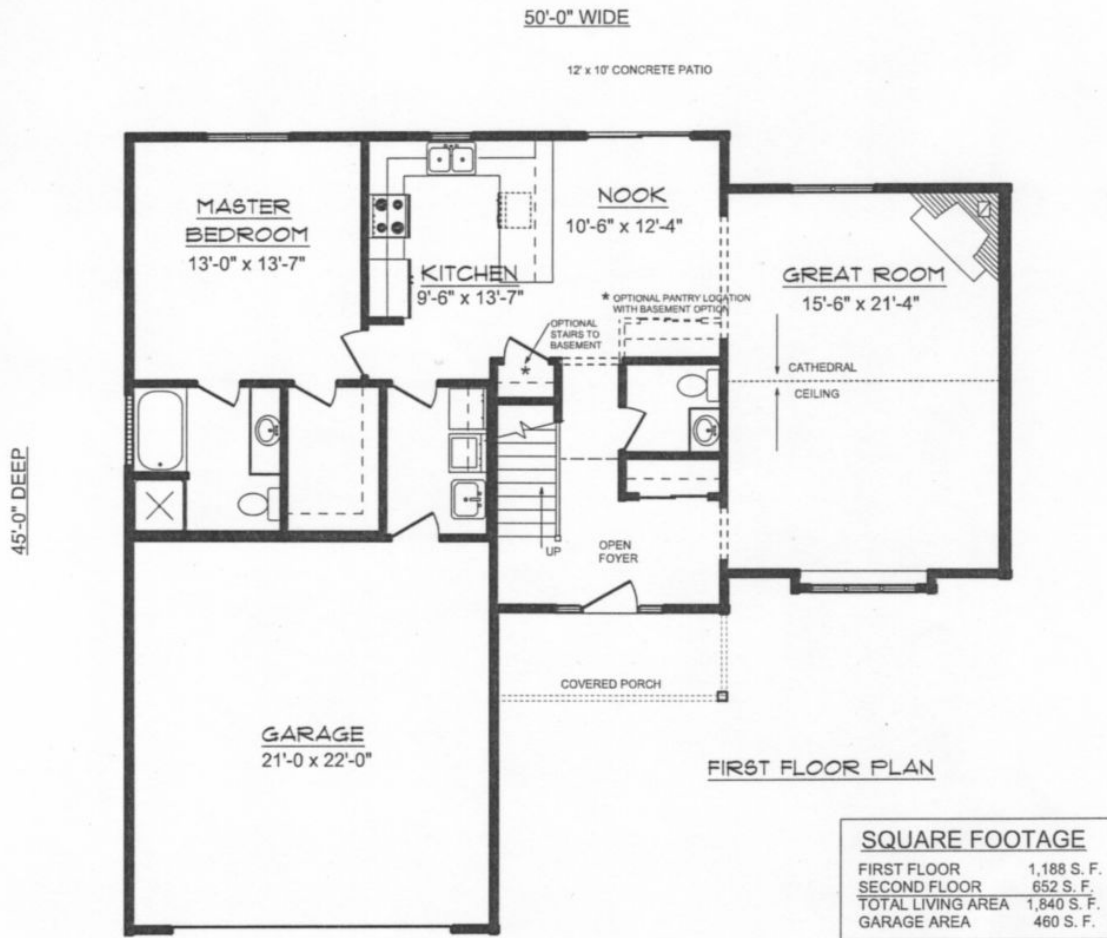 50'-0" WIDE
12' x 10' CONCRETE PATIO
MASTER
BEDROOM
13'-0" x 13'-7"
KITCHEN
9'-6" x 13'-7"
NOOK
10'-6" x 12'-4"
* OPTIONAL PANTRY LOCATION
WITH BASEMENT OPTION
OPTIONAL
STAIRS TO
BASEMENT
*
GREAT ROOM
15'-6" x 21'-4"
CATHEDRAL
CEILING
45'-0" DEEP
UP
OPEN
FOYER
COVERED PORCH
GARAGE
21'-0 x 22'-0"
FIRST FLOOR PLAN
SQUARE FOOTAGE
FIRST FLOOR 1,188 S. F.
SECOND FLOOR 652 S. F.
TOTAL LIVING AREA 1,840 S. F.
GARAGE AREA 460 S. F.